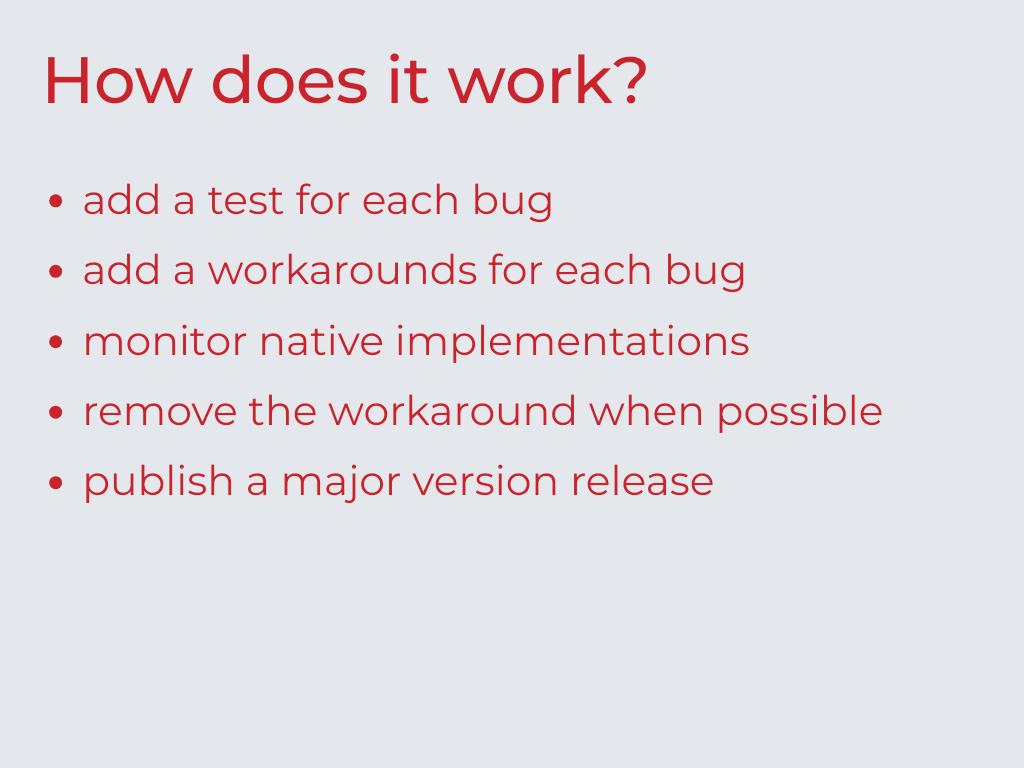 How does it work?
• add a test for each bug
• add a workarounds for each bug
• monitor native implementations
• remove the workaround when possible
• publish a major version release